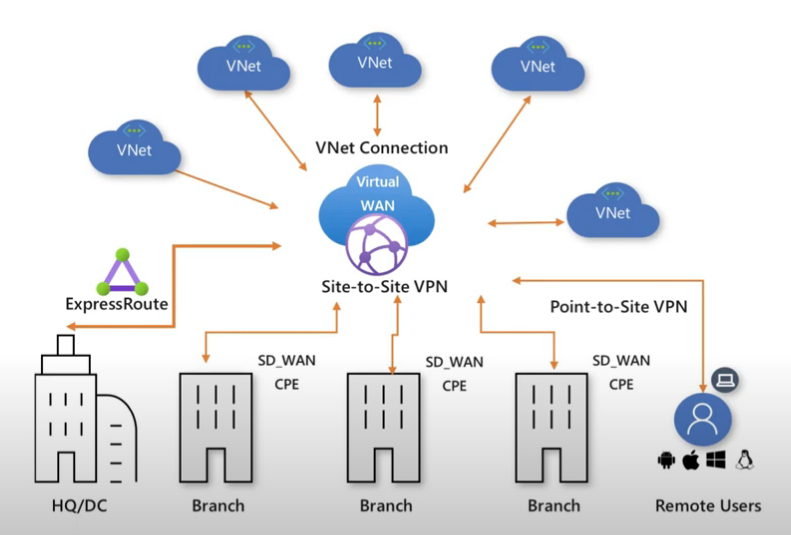 VNet
VNet
VNet
VNet
VNet Connection
Virtual
WAN
VNet
Site-to-Site VPN
ExpressRoute
Point-to-Site VPN
SD_WAN
CPE
SD_WAN
CPE
SD_WAN
CPE
HQ/DC
Branch
Branch
Branch
Remote Users